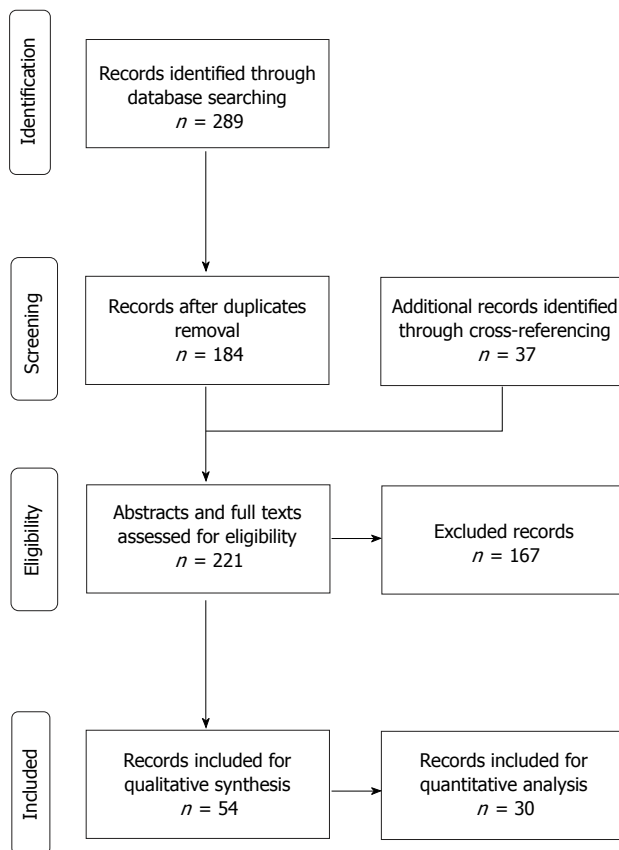 Identification
Records identified through
database searching
n = 289
Screening
Records after duplicates
removal
n = 184
Additional records identified
through cross-referencing
n = 37
Eligibility
Abstracts and full texts
assessed for eligibility
n = 221
Excluded records
n = 167
Included
Records included for
qualitative synthesis
n = 54
Records included for
quantitative analysis
n = 30